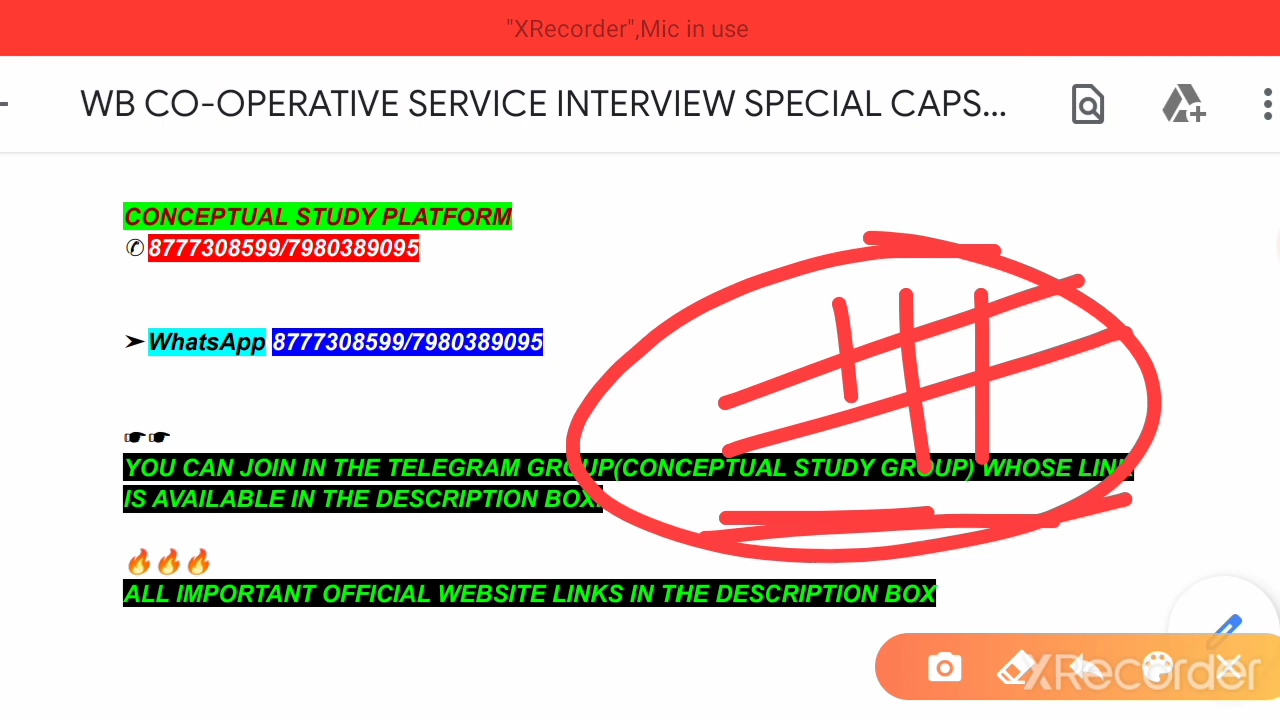 "XRecorder",Mic in use
WB CO-OPERATIVE SERVICE INTERVIEW SPECIAL CAPS...
CONCEPTUAL STUDY PLATFORM
✆ 8777308599/7980389095
➢ WhatsApp 8777308599/7980389095
☛☛
YOU CAN JOIN IN THE TELEGRAM GROUP(CONCEPTUAL STUDY GROUP) WHOSE LINK
IS AVAILABLE IN THE DESCRIPTION BOX.
🔥🔥🔥
ALL IMPORTANT OFFICIAL WEBSITE LINKS IN THE DESCRIPTION BOX
XRecorder